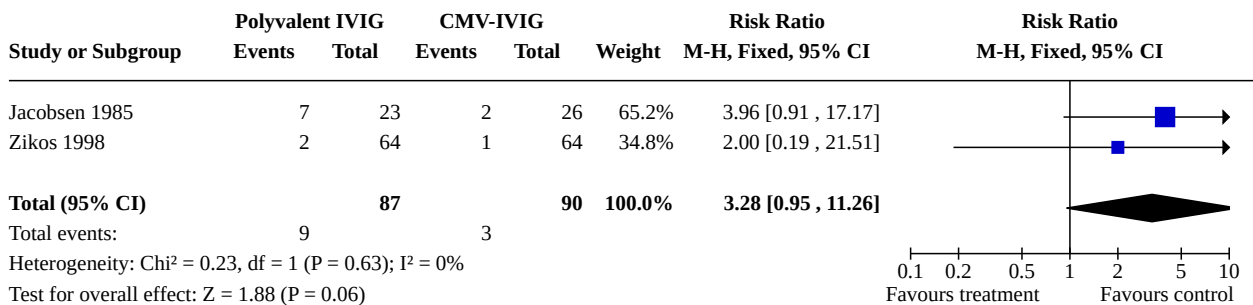 Polyvalent IVIG CMV-IVIG Risk Ratio Risk Ratio
Study or Subgroup Events Total Events Total Weight M-H, Fixed, 95% CI M-H, Fixed, 95% CI
Jacobsen 1985 7 23 2 26 65.2% 3.96 [0.91 , 17.17]
Zikos 1998 2 64 1 64 34.8% 2.00 [0.19 , 21.51]
Total (95% CI) 87 90 100.0% 3.28 [0.95 , 11.26]
Total events: 9 3
Heterogeneity: Chi² = 0.23, df = 1 (P = 0.63); I² = 0%
0.1 0.2 0.5 1 2 5 10
Test for overall effect: Z = 1.88 (P = 0.06) Favours treatment Favours control